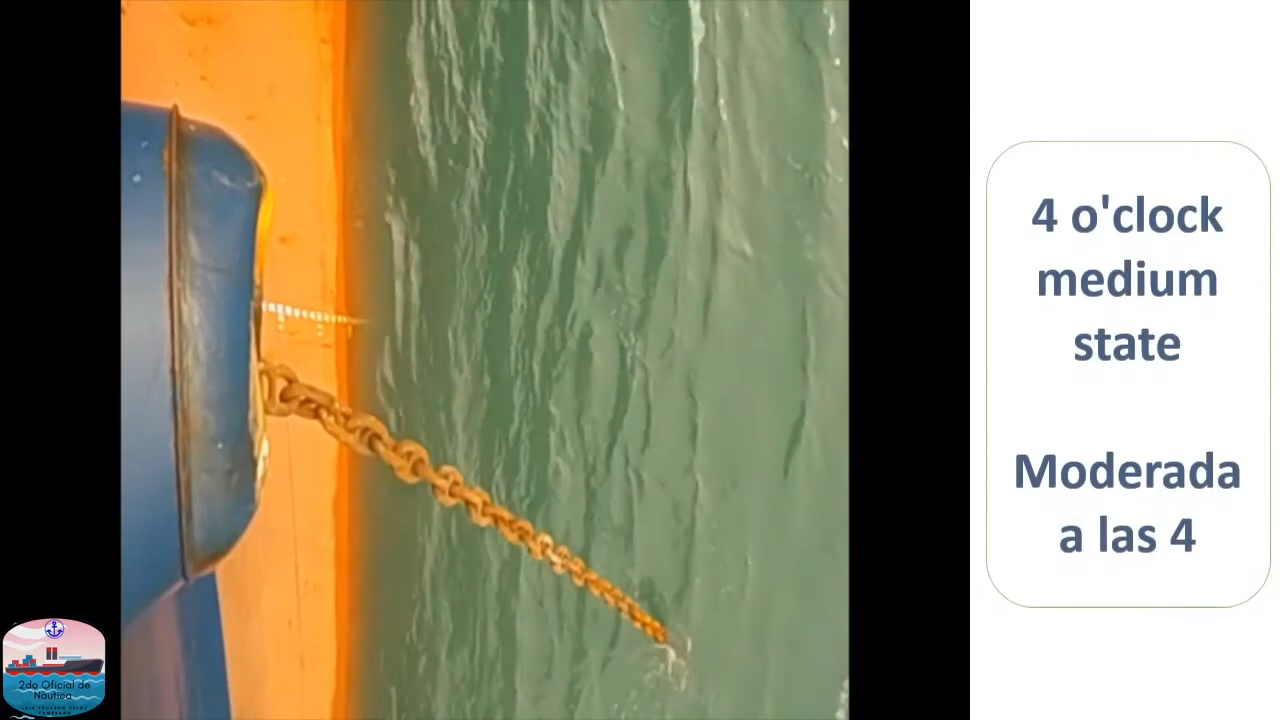 4 o'clock
medium
state
Moderada
a las 4
2do Oficial de
Náutica